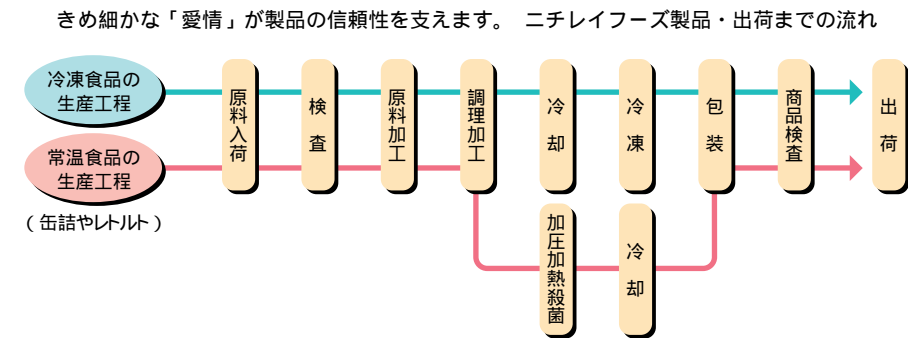 きめ細かな「愛情」が製品の信頼性を支えます。 ニチレイフーズ製品・出荷までの流れ
冷凍食品の
生産工程
常温食品の
生産工程
(缶詰やレトルト)
原料入荷
検査
原料加工
調理加工
冷却
冷凍
包装
商品検査
出荷
加圧加熱殺菌
冷却